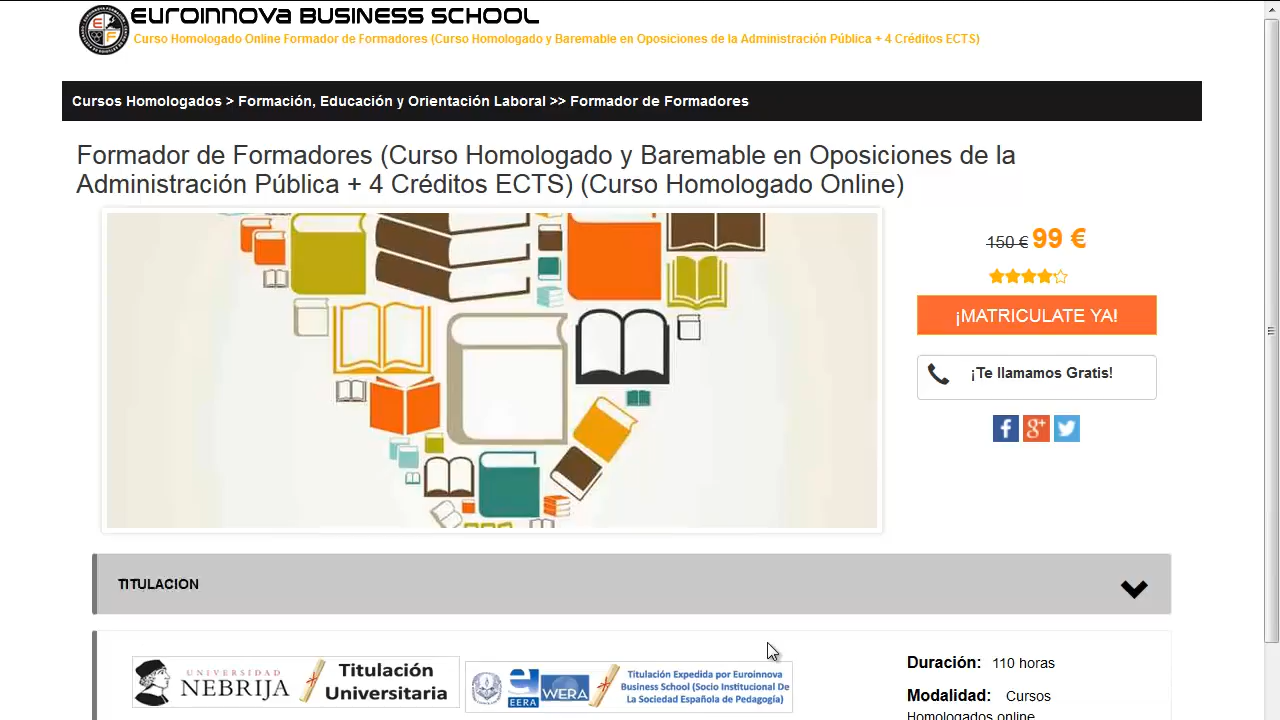 EUROINNOVA BUSINESS SCHOOL
Curso Homologado Online Formador de Formadores (Curso Homologado y Baremable en Oposiciones de la Administración Pública + 4 Créditos ECTS)
Cursos Homologados > Formación, Educación y Orientación Laboral >> Formador de Formadores
Formador de Formadores (Curso Homologado y Baremable en Oposiciones de la
Administración Pública + 4 Créditos ECTS) (Curso Homologado Online)
150 € 99 €
¡MATRICULATE YA!
¡Te llamamos Gratis!
TITULACION
UNIVERSIDAD
NEBRIJA
Titulación
Universitaria
EERA
WERA
Titulación Expedida por Euroinnova
Business School (Socio Institucional De
La Sociedad Española de Pedagogía)
Duración: 110 horas
Modalidad: Cursos
Homologados online